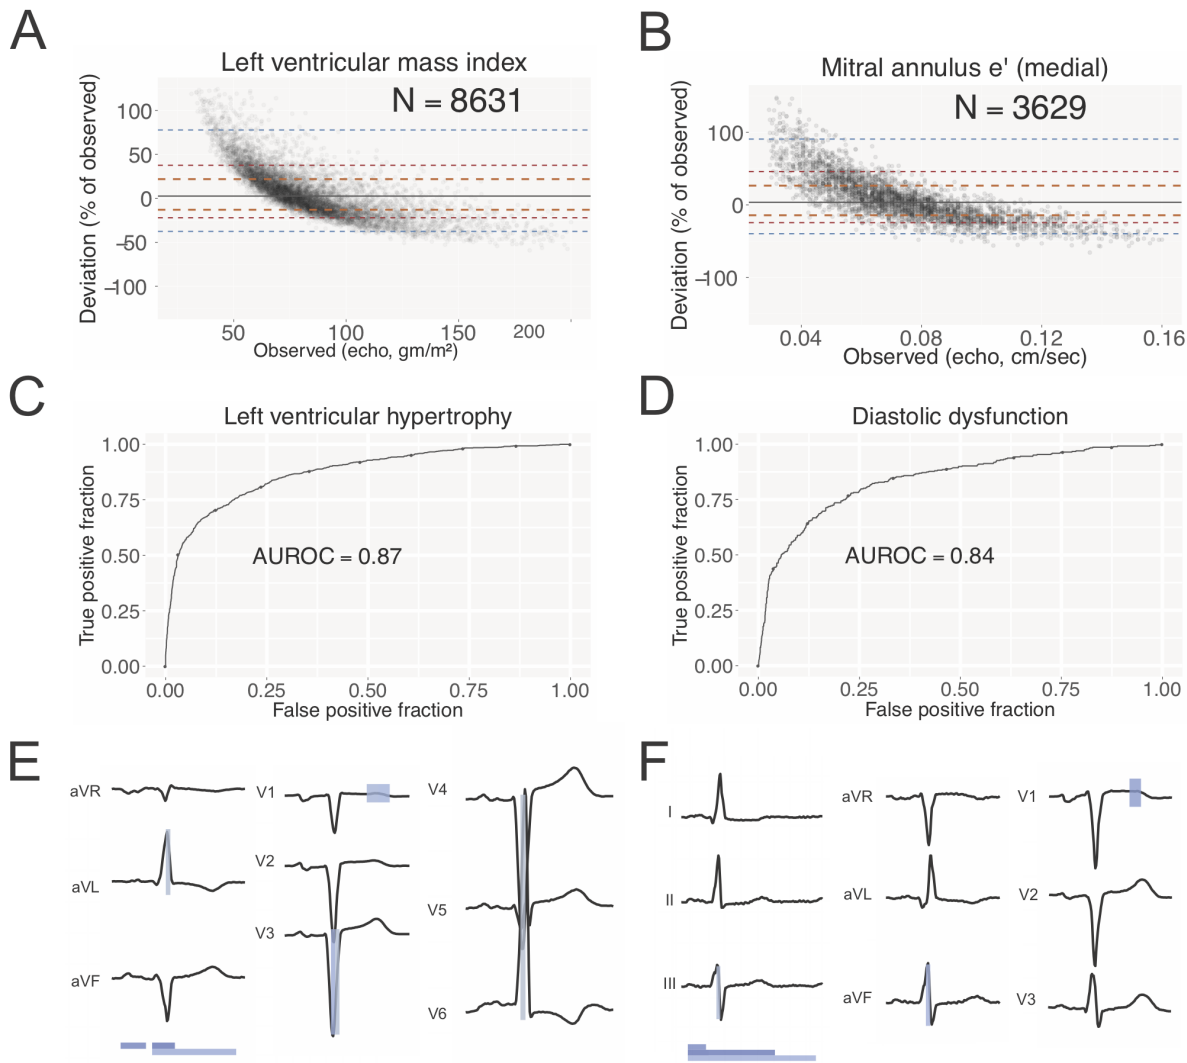 A
Left ventricular mass index
N = 8631
Deviation (% of observed)
100
50
0
−50
−100
50
100
150
200
Observed (echo, gm/m²)
B
Mitral annulus e' (medial)
N = 3629
Deviation (% of observed)
100
0
−100
0.04
0.08
0.12
0.16
Observed (echo, cm/sec)
C
Left ventricular hypertrophy
True positive fraction
1.00
0.75
0.50
0.25
0.00
AUROC = 0.87
0.00
0.25
0.50
0.75
1.00
False positive fraction
D
Diastolic dysfunction
True positive fraction
1.00
0.75
0.50
0.25
0.00
AUROC = 0.84
0.00
0.25
0.50
0.75
1.00
False positive fraction
E
aVR
aVL
aVF
V1
V2
V3
V4
V5
V6
F
I
II
III
aVR
aVL
aVF
V1
V2
V3